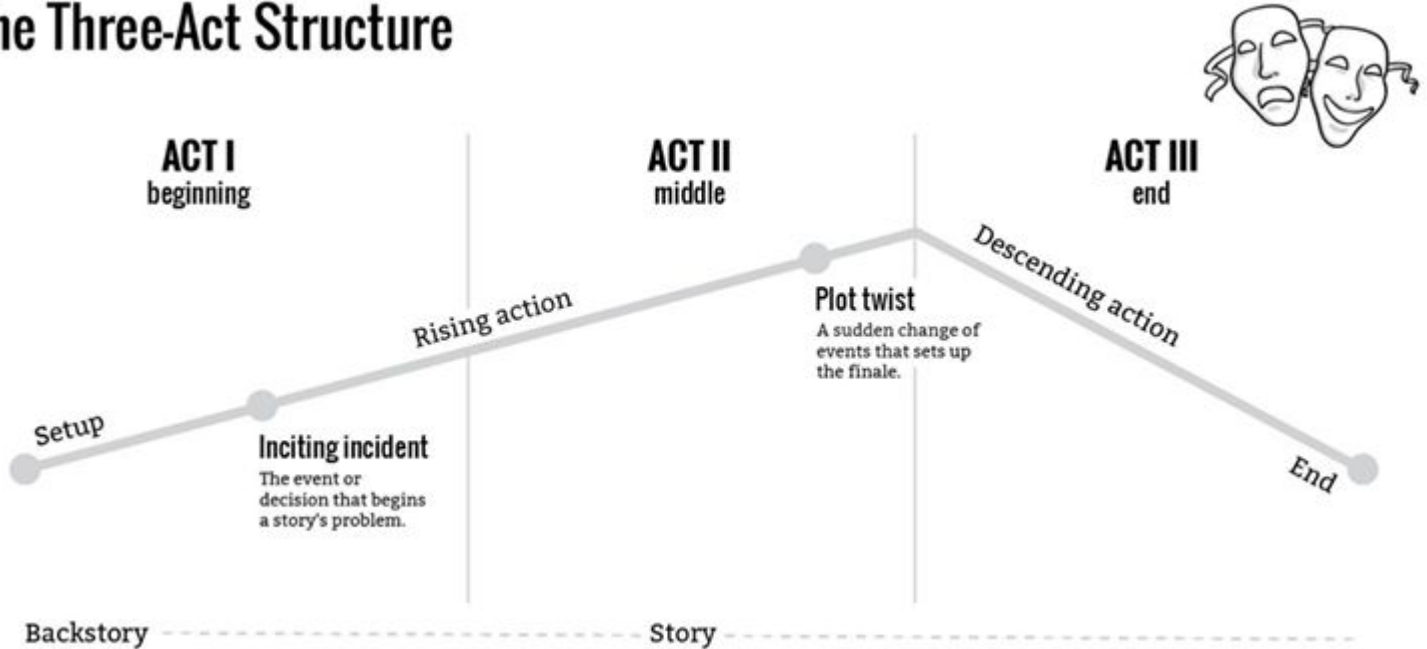 he Three-Act Structure
ACT I
beginning
ACT II
middle
ACT III
end
Setup
Inciting incident
The event or
decision that begins
a story's problem.
Rising action
Plot twist
A sudden change of
events that sets up
the finale.
Descending action
End
Backstory
Story